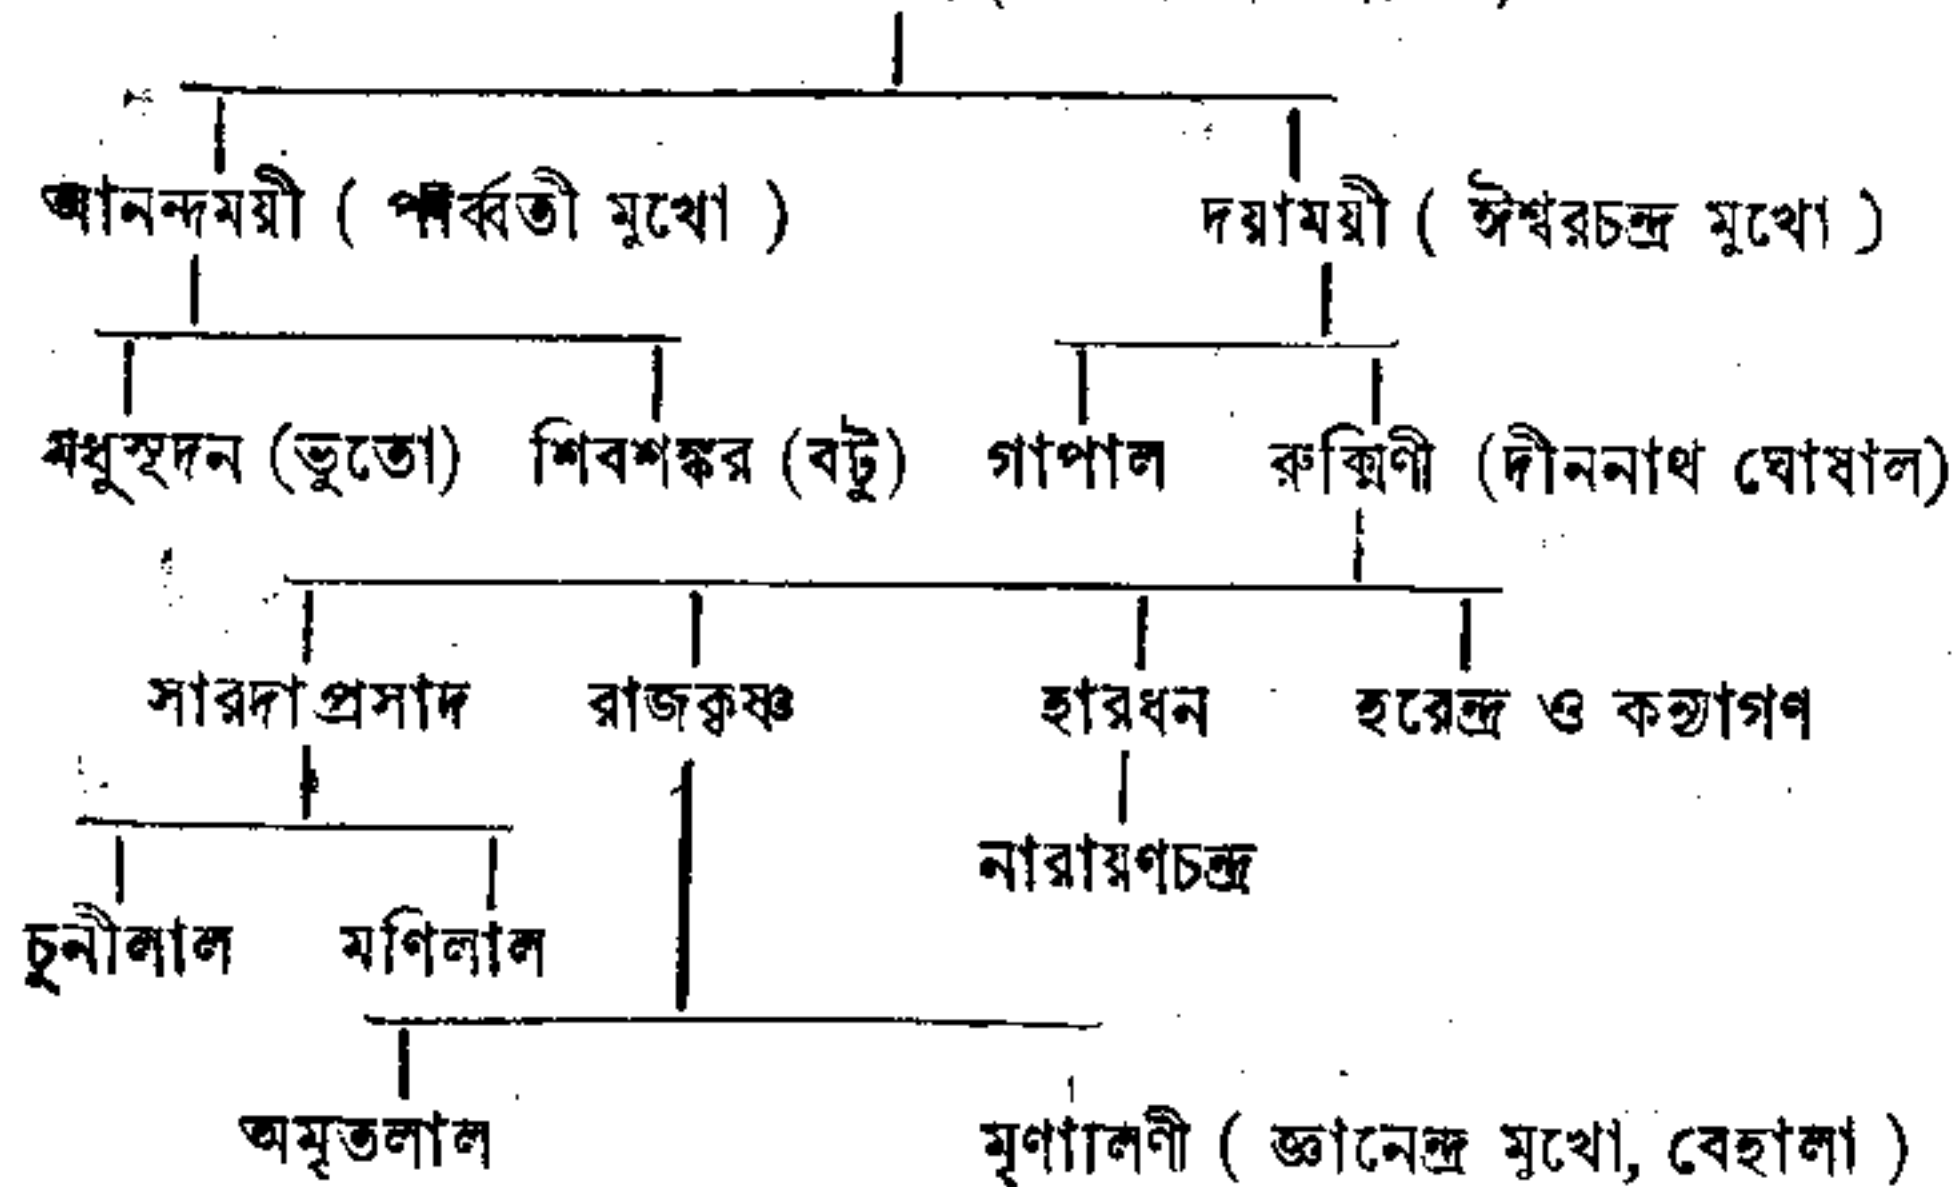 আনন্দময়ী ( পার্ব্বতী মুখো ) দয়াময়ী ( ঈশ্বরচন্দ্র মুখো )
মধুসূদন (ভুতো) শিবশঙ্কর (বটু) গাপাল রুক্মিণী (দীননাথ ঘোষাল)
সারদাপ্রসাদ রাজকৃষ্ণ হারধন হরেন্দ্র ও কন্যাগণ
নারায়ণচন্দ্র
চুনীলাল মণিলাল
অমৃতলাল মৃণালিণী ( জ্ঞানেন্দ্র মুখো, বেহালা )